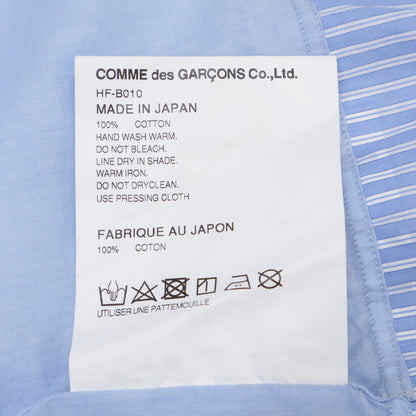 COMME des GARÇONS Co.,Ltd.
HF-B010
MADE IN JAPAN
100% COTTON
HAND WASH WARM.
DO NOT BLEACH.
LINE DRY IN SHADE.
WARM IRON.
DO NOT DRYCLEAN.
USE PRESSING CLOTH
FABRIQUE AU JAPON
100% COTON
UTILISER UNE PATTEMOUILLE